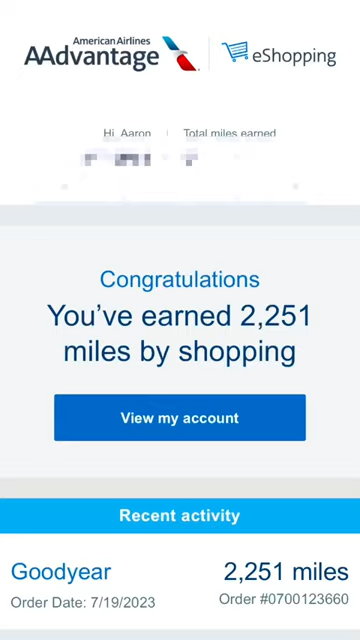 American Airlines
AAdvantage
eShopping
Hi, Aaron
Total miles earned
Congratulations
You've earned 2,251
miles by shopping
View my account
Recent activity
Goodyear
2,251 miles
Order Date: 7/19/2023
Order #0700123660